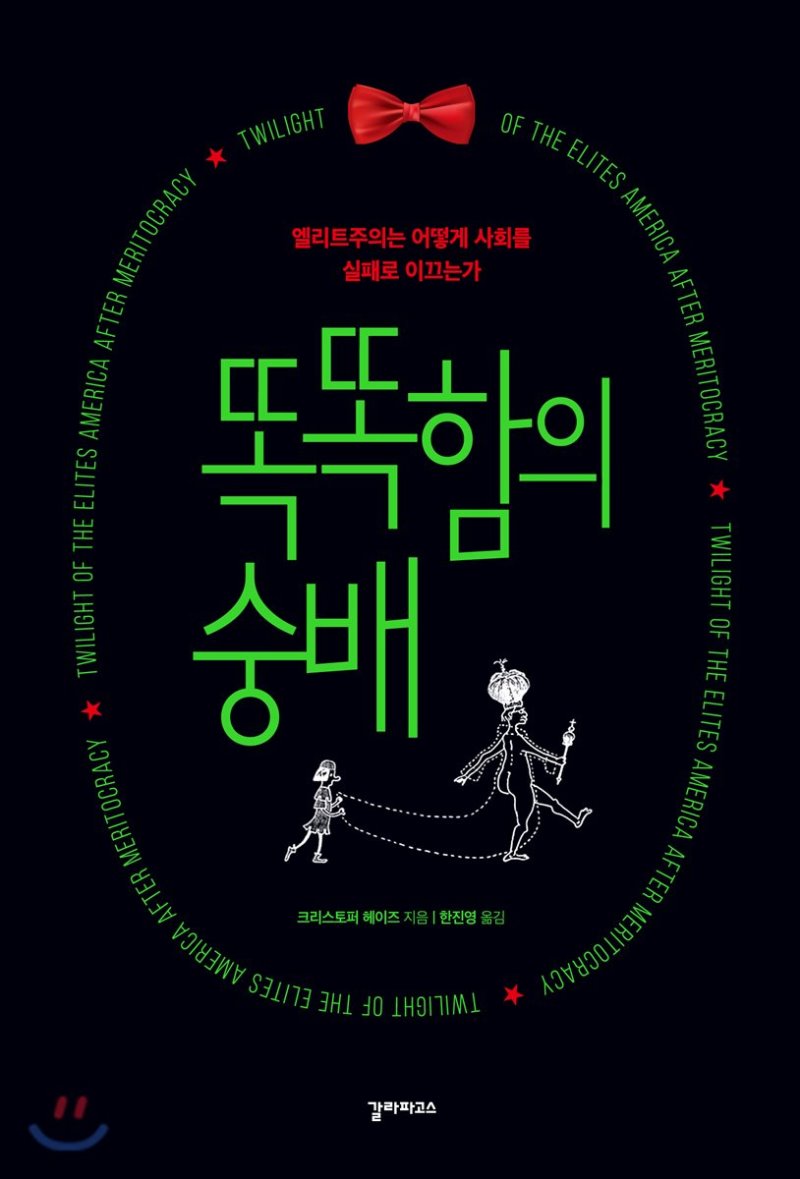 TWILIGHT OF THE ELITES AMERICA AFTER MERITOCRACY
★ TWILIGHT OF THE ELITES AMERICA AFTER MERITOCRACY
★ TWILIGHT OF THE ELITES AMERICA AFTER MERITOCRACY
★ TWILIGHT OF THE ELITES AMERICA AFTER MERITOCRACY ★
엘리트주의는 어떻게 사회를
실패로 이끄는가
똑똑함의
숭배
크리스토퍼 헤이즈 지음 | 한진영 옮김
갈라파고스